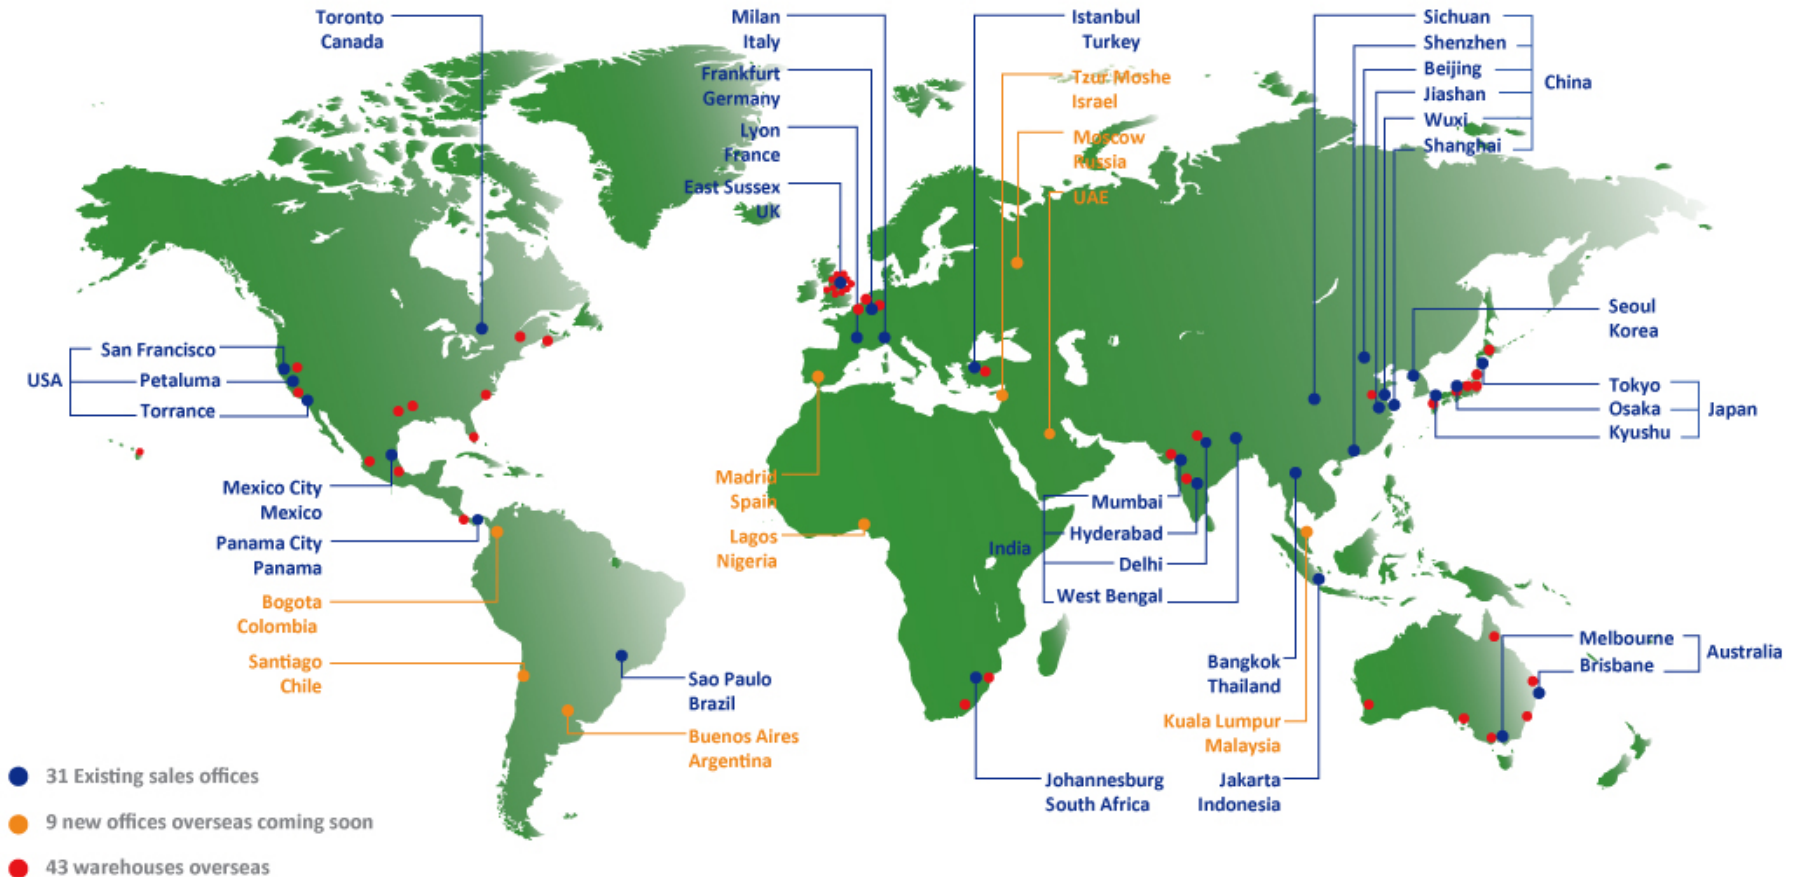 Toronto
Canada
Milan
Italy
Frankfurt
Germany
Lyon
France
East Sussex
UK
Istanbul
Turkey
Tzur Moshe
Israel
Moscow
Russia
UAE
Sichuan
Shenzhen
Beijing
Jiashan
Wuxi
Shanghai
China
Seoul
Korea
Tokyo
Osaka
Kyushu
Japan
USA
San Francisco
Petaluma
Torrance
Mexico City
Mexico
Panama City
Panama
Bogota
Colombia
Santiago
Chile
Sao Paulo
Brazil
Buenos Aires
Argentina
Madrid
Spain
Lagos
Nigeria
India
Mumbai
Hyderabad
Delhi
West Bengal
Bangkok
Thailand
Kuala Lumpur
Malaysia
Jakarta
Indonesia
Johannesburg
South Africa
Melbourne
Brisbane
Australia
31 Existing sales offices
9 new offices overseas coming soon
43 warehouses overseas